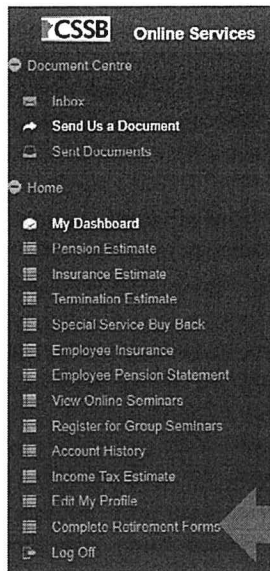 CSSB Online Services
Document Centre
Inbox
Send Us a Document
Sent Documents
Home
My Dashboard
Pension Estimate
Insurance Estimate
Termination Estimate
Special Service Buy Back
Employee Insurance
Employee Pension Statement
View Online Seminars
Register for Group Seminars
Account History
Income Tax Estimate
Edit My Profile
Complete Retirement Forms
Log Off